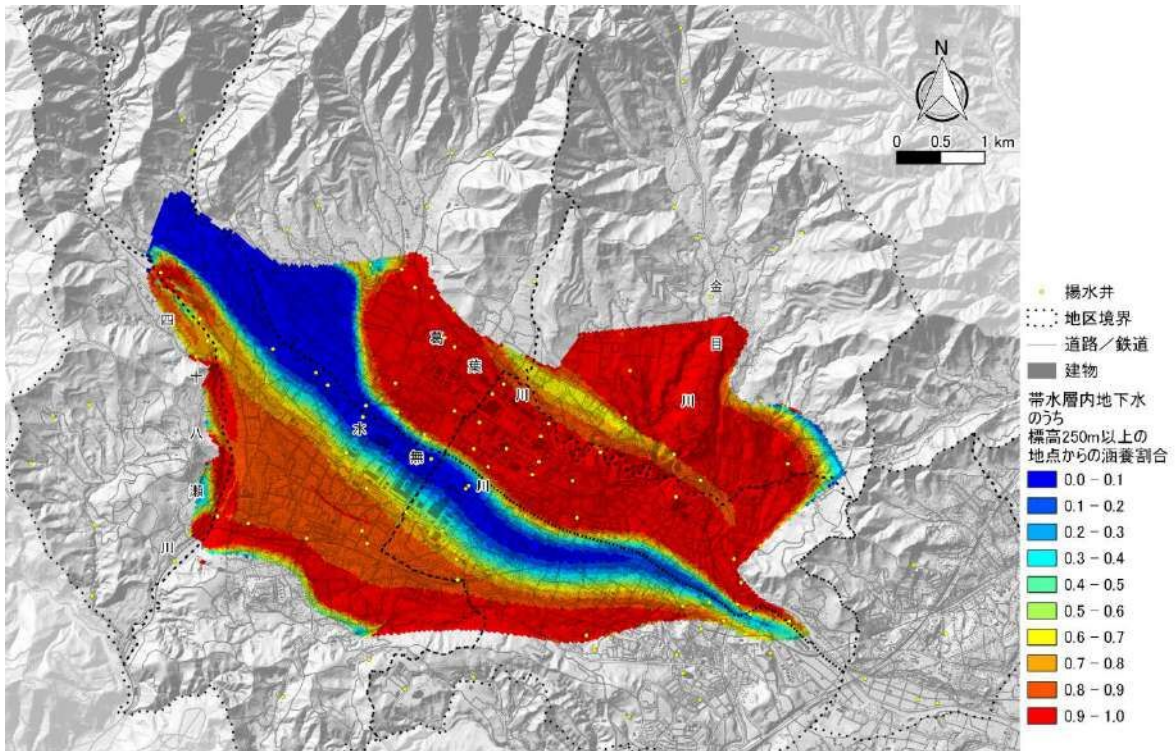 N
0 0.5 1 km
金
目
川
葛
葉
川
四
十
八
瀬
川
水
無
川
揚水井
地区境界
道路/鉄道
建物
帯水層内地下水
のうち
標高250m以上の
地点からの涵養割合
0.0 - 0.1
0.1 - 0.2
0.2 - 0.3
0.3 - 0.4
0.4 - 0.5
0.5 - 0.6
0.6 - 0.7
0.7 - 0.8
0.8 - 0.9
0.9 - 1.0